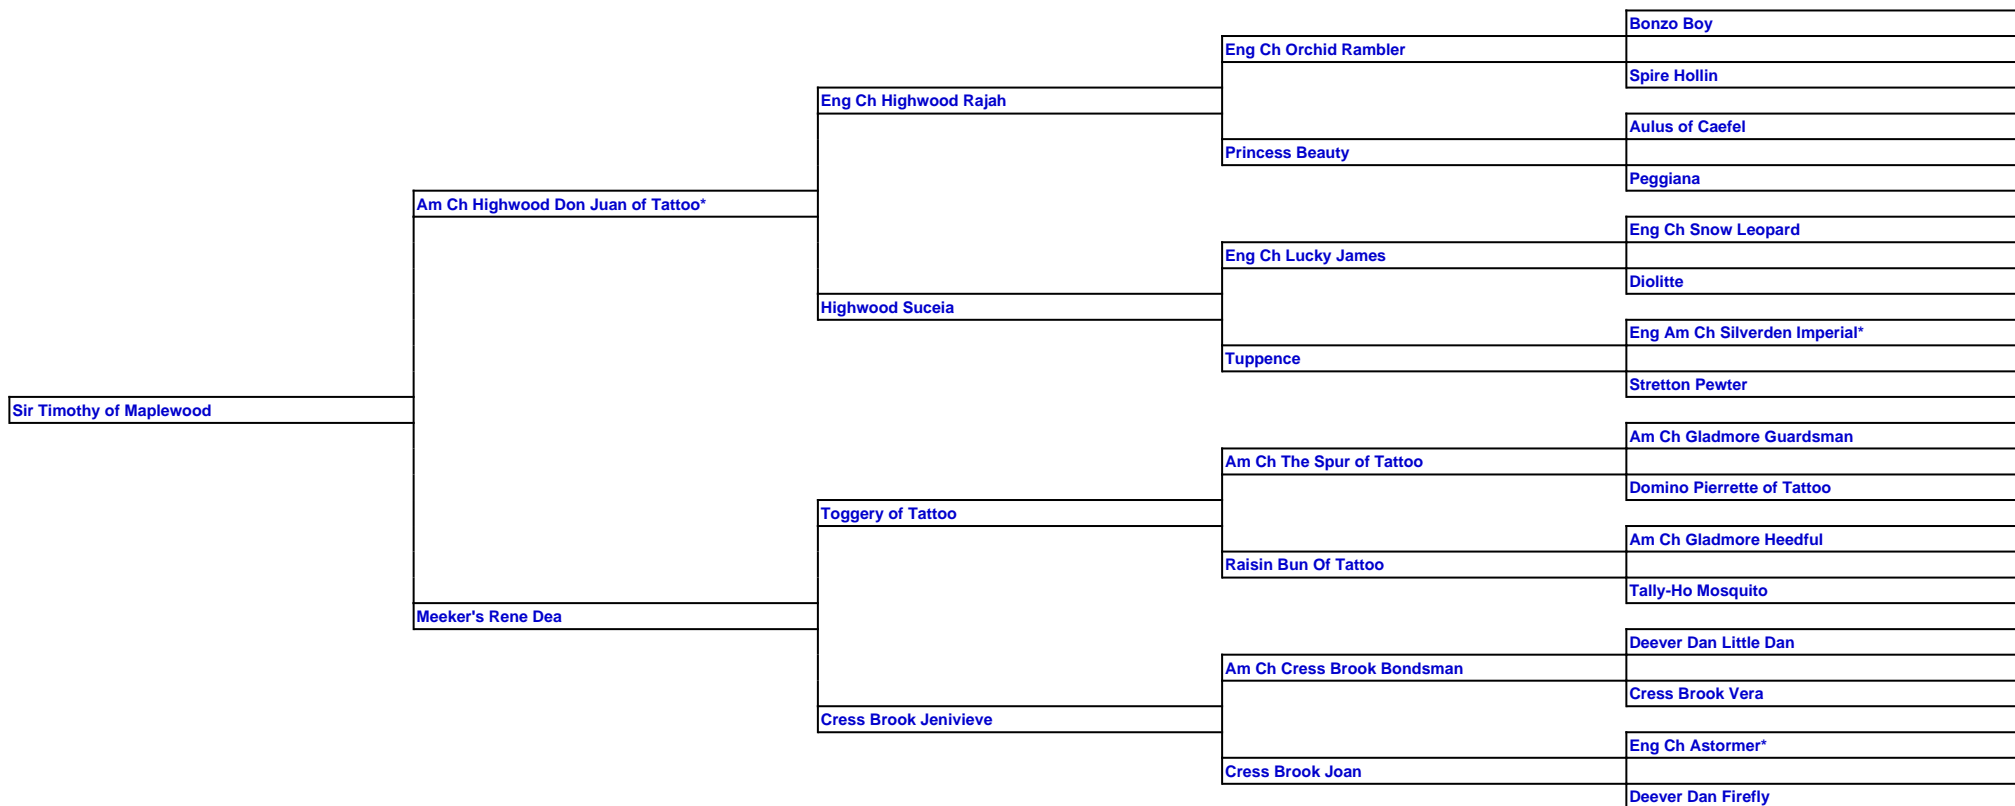 Bonzo Boy
Eng Ch Orchid Rambler
Spire Hollin
Eng Ch Highwood Rajah
Aulus of Caefel
Princess Beauty
Peggiana
Am Ch Highwood Don Juan of Tattoo*
Eng Ch Snow Leopard
Eng Ch Lucky James
Diolitte
Highwood Suceia
Eng Am Ch Silverden Imperial*
Tuppence
Stretton Pewter
Sir Timothy of Maplewood
Am Ch Gladmore Guardsman
Am Ch The Spur of Tattoo
Domino Pierrette of Tattoo
Toggery of Tattoo
Am Ch Gladmore Heedful
Raisin Bun Of Tattoo
Tally-Ho Mosquito
Meeker's Rene Dea
Deever Dan Little Dan
Am Ch Cress Brook Bondsman
Cress Brook Vera
Cress Brook Jenivieve
Eng Ch Astormer*
Cress Brook Joan
Deever Dan Firefly